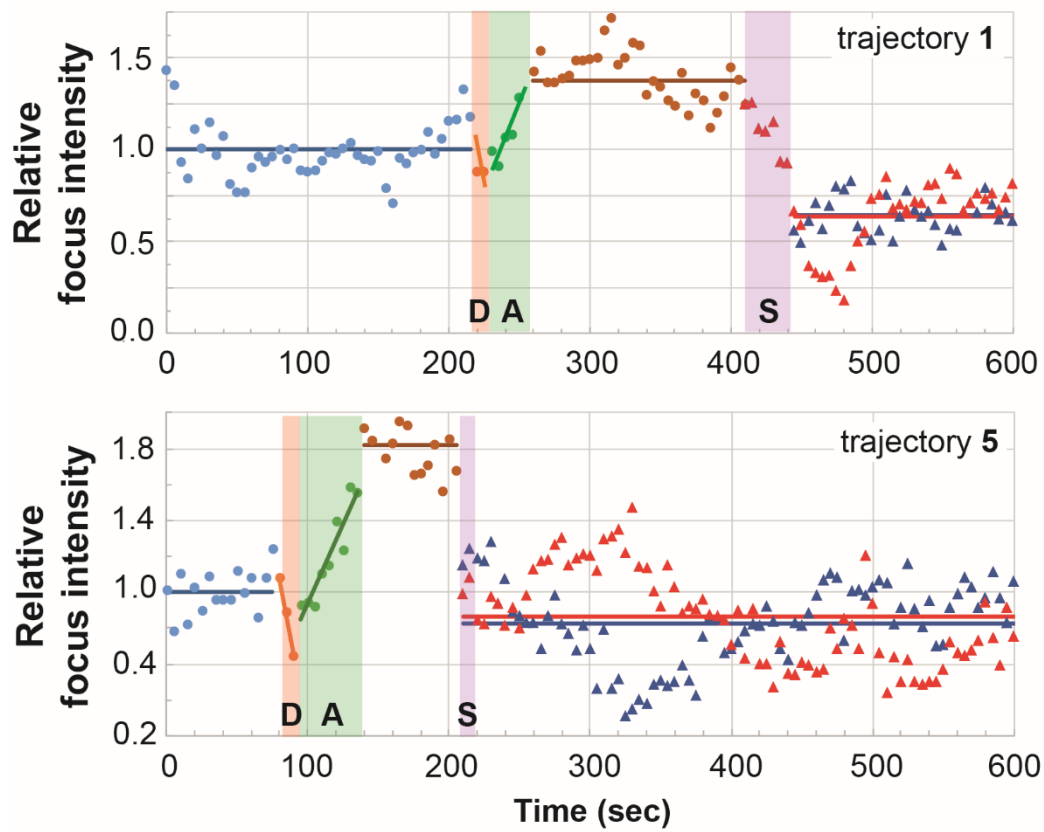 trajectory 1
Relative
focus intensity
1.5
1.0
0.5
0.0
D A S
0 100 200 300 400 500 600
trajectory 5
Relative
focus intensity
1.8
1.4
1.0
0.4
0.2
D A S
0 100 200 300 400 500 600
Time (sec)